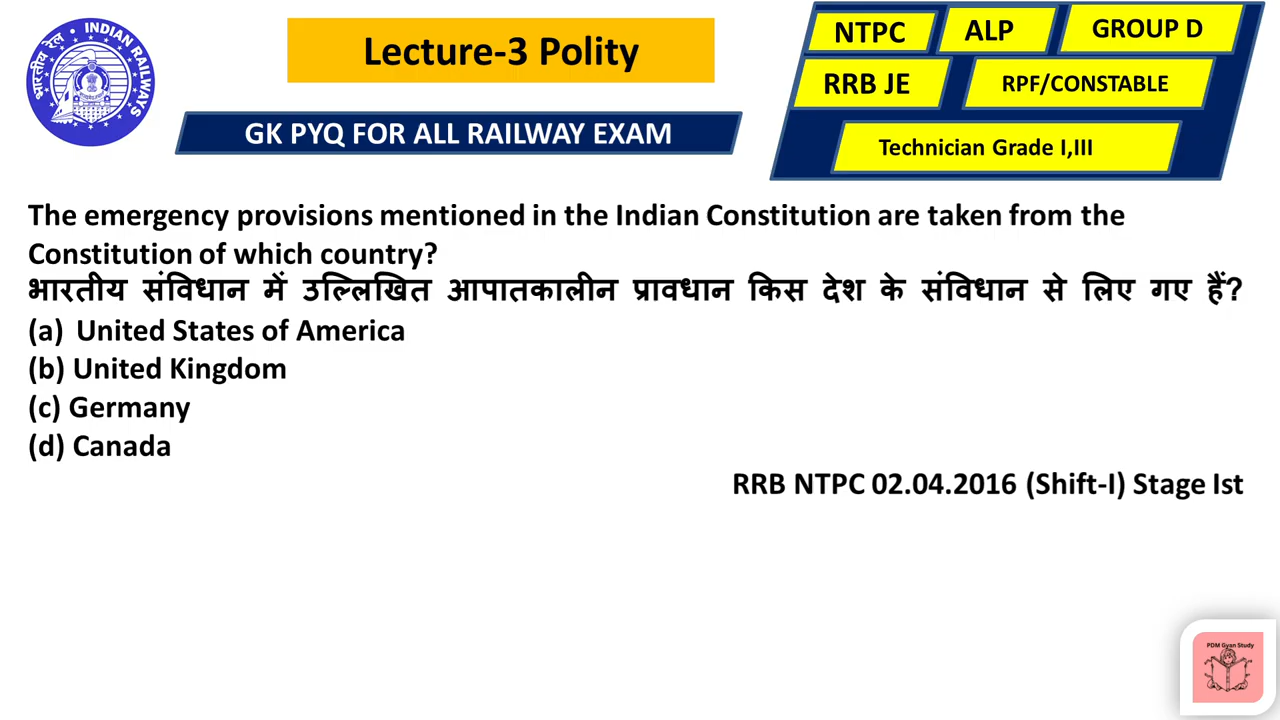 भारतीय रेल • INDIAN RAILWAYS
Lecture-3 Polity
GK PYQ FOR ALL RAILWAY EXAM
NTPC
ALP
GROUP D
RRB JE
RPF/CONSTABLE
Technician Grade I,III
The emergency provisions mentioned in the Indian Constitution are taken from the
Constitution of which country?
भारतीय संविधान में उल्लिखित आपातकालीन प्रावधान किस देश के संविधान से लिए गए हैं?
(a) United States of America
(b) United Kingdom
(c) Germany
(d) Canada
RRB NTPC 02.04.2016 (Shift-I) Stage Ist
PDM Gyan Study